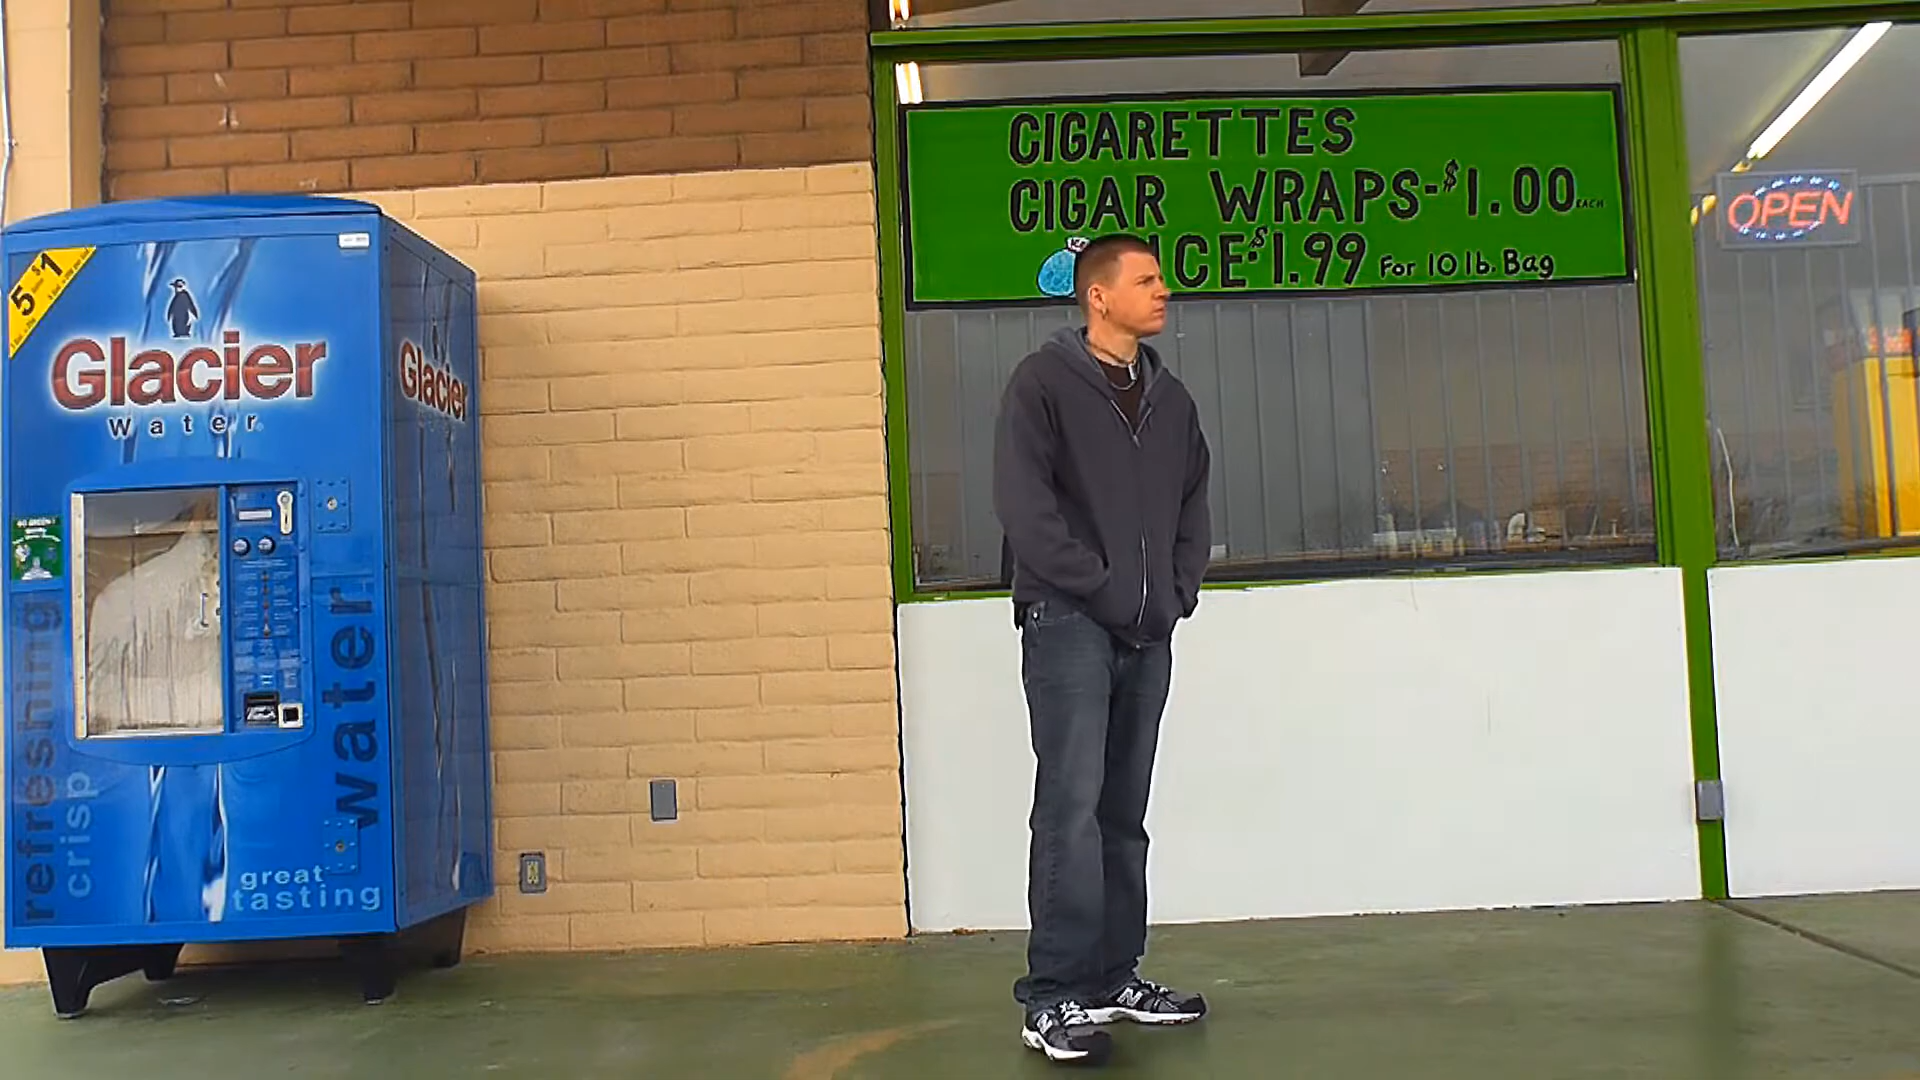 5 $1
Glacier
Water
Glacier
refreshing
crisp
water
great
tasting
CIGARETTES
CIGAR WRAPS-$1.00 EACH
ICE $1.99 For 10 lb. Bag
OPEN
N
N